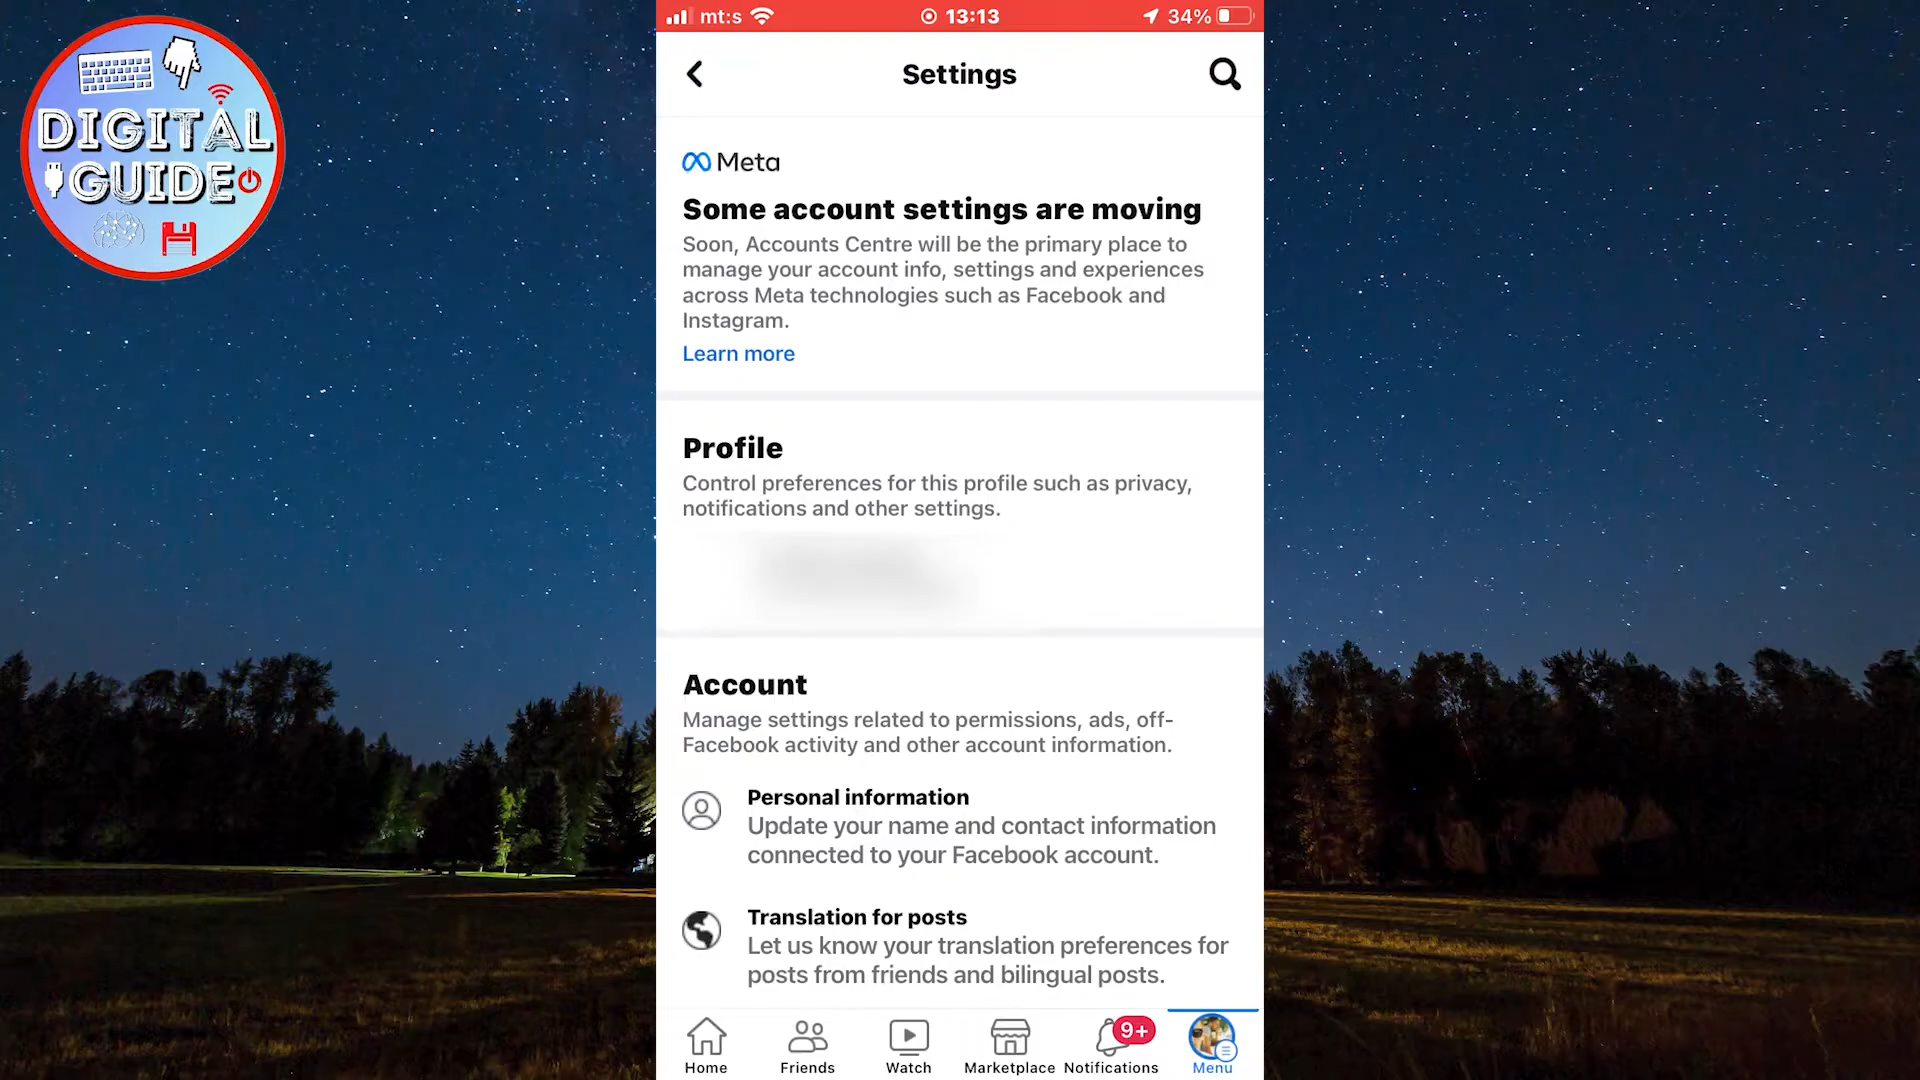 DIGITAL
GUIDE
mt:s
13:13
34%
Settings
Meta
Some account settings are moving
Soon, Accounts Centre will be the primary place to
manage your account info, settings and experiences
across Meta technologies such as Facebook and
Instagram.
Learn more
Profile
Control preferences for this profile such as privacy,
notifications and other settings.
Account
Manage settings related to permissions, ads, off-
Facebook activity and other account information.
Personal information
Update your name and contact information
connected to your Facebook account.
Translation for posts
Let us know your translation preferences for
posts from friends and bilingual posts.
9+
Home
Friends
Watch
Marketplace
Notifications
Menu